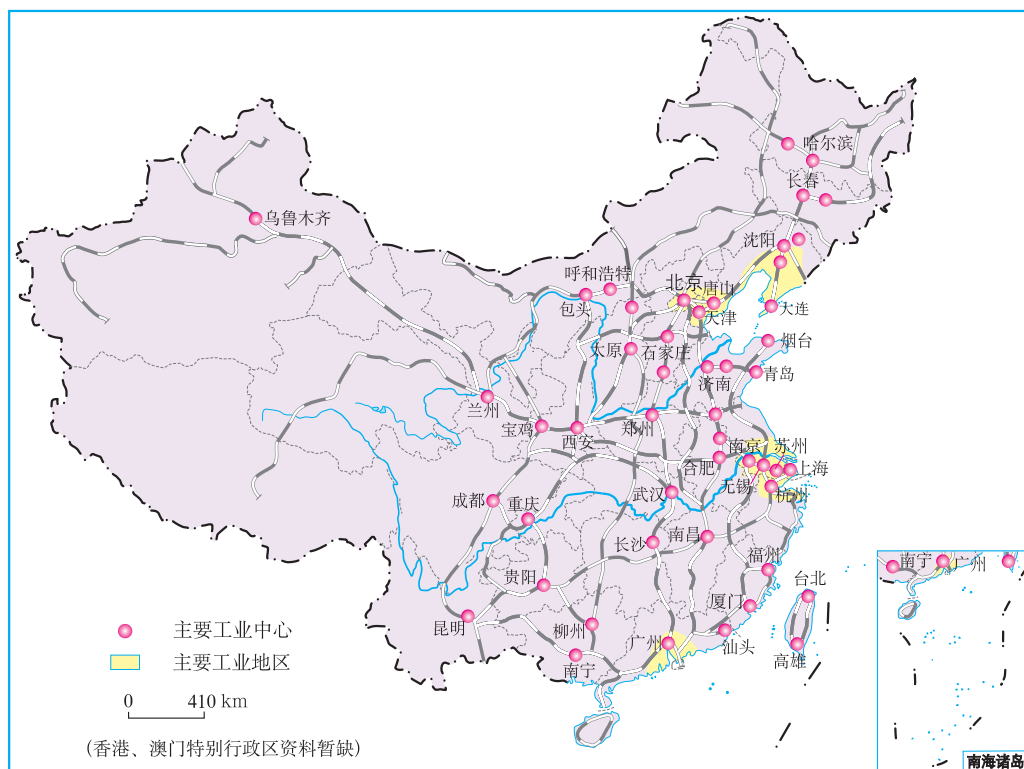 哈尔滨
长春
乌鲁木齐
沈阳
呼和浩特
北京
唐山
包头
天津
大连
太原
石家庄
烟台
济南
青岛
兰州
宝鸡
西安
郑州
南京
苏州
合肥
上海
无锡
杭州
成都
重庆
武汉
长沙
南昌
贵阳
福州
台北
昆明
柳州
广州
厦门
汕头
南宁
高雄
主要工业中心
主要工业地区
0 410 km
(香港、澳门特别行政区资料暂缺)
南宁
广州
南海诸岛